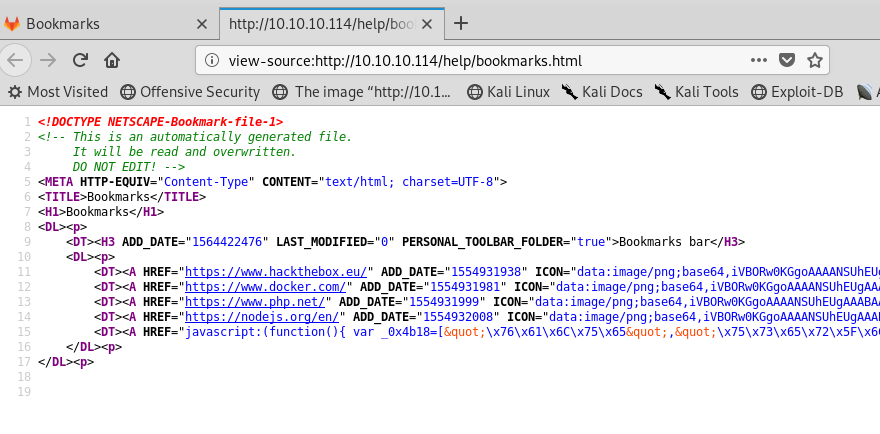 Bookmarks
http://10.10.10.114/help/boo
view-source:http://10.10.10.114/help/bookmarks.html
Most Visited Offensive Security The image “http://10.1... Kali Linux Kali Docs Kali Tools Exploit-DB A
1 <!DOCTYPE NETSCAPE-Bookmark-file-1>
2 <!-- This is an automatically generated file.
3 It will be read and overwritten.
4 DO NOT EDIT! -->
5 <META HTTP-EQUIV="Content-Type" CONTENT="text/html; charset=UTF-8">
6 <TITLE>Bookmarks</TITLE>
7 <H1>Bookmarks</H1>
8 <DL><p>
9 <DT><H3 ADD_DATE="1564422476" LAST_MODIFIED="0" PERSONAL_TOOLBAR_FOLDER="true">Bookmarks bar</H3>
10 <DL><p>
11 <DT><A HREF="https://www.hackthebox.eu/" ADD_DATE="1554931938" ICON="data:image/png;base64,iVBORw0KGgoAAAANSUhEUg
12 <DT><A HREF="https://www.docker.com/" ADD_DATE="1554931981" ICON="data:image/png;base64,iVBORw0KGgoAAAANSUhEUgAAA
13 <DT><A HREF="https://www.php.net/" ADD_DATE="1554931999" ICON="data:image/png;base64,iVBORw0KGgoAAAANSUhEUgAAABAA
14 <DT><A HREF="https://nodejs.org/en/" ADD_DATE="1554932008" ICON="data:image/png;base64,iVBORw0KGgoAAAANSUhEUgAAAB
15 <DT><A HREF="javascript:(function(){ var _0x4b18=[&quot;\x76\x61\x6C\x75\x65&quot;,&quot;\x75\x73\x65\x72\x5F\x6C
16 </DL><p>
17 </DL><p>
18
19